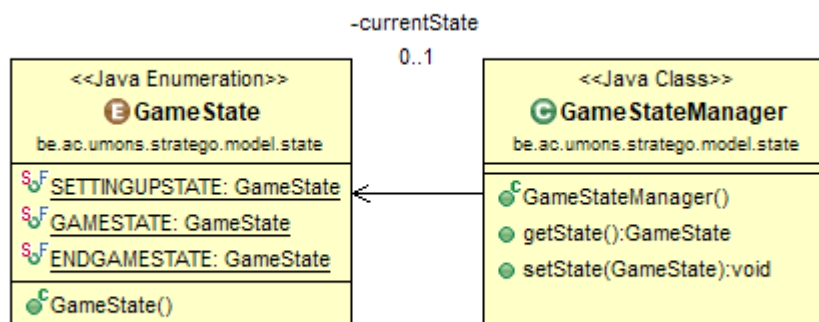 -currentState
0..1
<<Java Enumeration>>
GameState
be.ac.umons.stratego.model.state
SETTINGUPSTATE: GameState
GAMESTATE: GameState
ENDGAMESTATE: GameState
GameState()
<<Java Class>>
GameStateManager
be.ac.umons.stratego.model.state
GameStateManager()
getState():GameState
setState(GameState):void